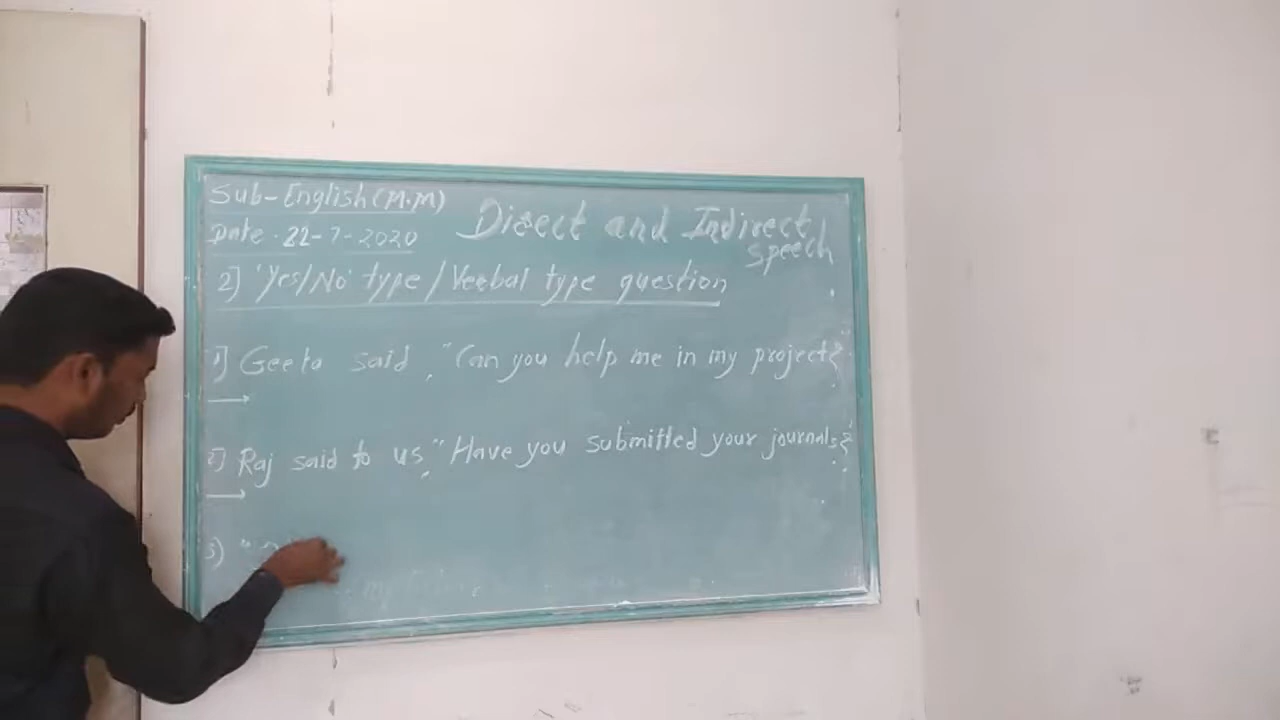 Sub-English(M.M)
Date. 22-7-2020
Direct and Indirect
Speech
2] 'Yes/No' type / Verbal type question
1] Geeta said, "Can you help me in my project?"
→
2] Raj said to us, "Have you submitted your journals?"
→
3) "